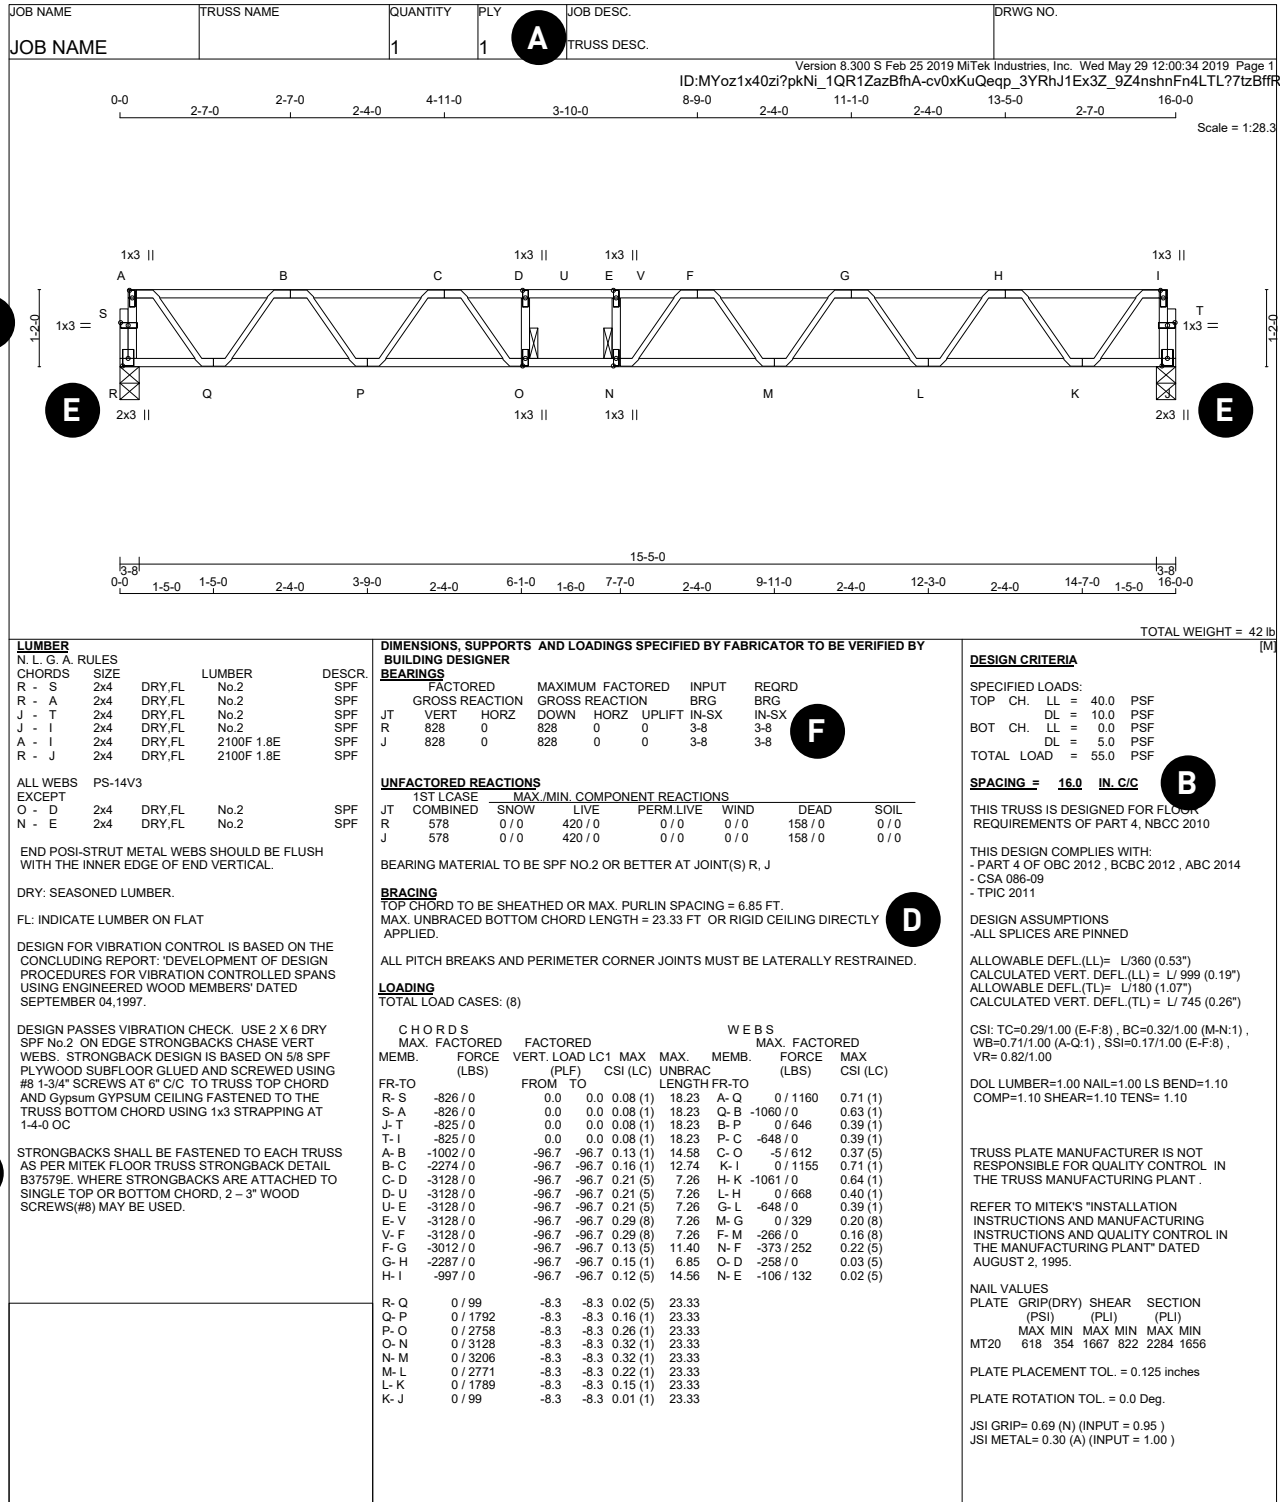 JOB NAME TRUSS NAME QUANTITY PLY JOB DESC. DRWG NO.
JOB NAME 1 1 A TRUSS DESC.
Version 8.300 S Feb 25 2019 MiTek Industries, Inc. Wed May 29 12:00:34 2019 Page 1
ID:MYoz1x40zi?pkNi_1QR1ZazBfhA-cv0xKuQeqp_3YRhJ1Ex3Z_9Z4nshnFn4LTL?7tzBffR
0-0 2-7-0 4-11-0 8-9-0 11-1-0 13-5-0 16-0-0
2-7-0 2-4-0 3-10-0 2-4-0 2-4-0 2-7-0
Scale = 1:28.3
1x3 || 1x3 || 1x3 || 1x3 ||
A B C D U E V F G H I
1-2-0 1x3 = S T 1x3 = 1-2-0
R Q P O N M L K J
E E
2x3 || 1x3 || 1x3 || 2x3 ||
15-5-0
3-8 3-8
0-0 1-5-0 3-9-0 6-1-0 7-7-0 9-11-0 12-3-0 14-7-0 16-0-0
1-5-0 2-4-0 2-4-0 1-6-0 2-4-0 2-4-0 2-4-0 1-5-0
TOTAL WEIGHT = 42 lb
[M]
LUMBER
N. L. G. A. RULES
CHORDS SIZE LUMBER DESCR.
R - S 2x4 DRY,FL No.2 SPF
R - A 2x4 DRY,FL No.2 SPF
J - T 2x4 DRY,FL No.2 SPF
J - I 2x4 DRY,FL No.2 SPF
A - I 2x4 DRY,FL 2100F 1.8E SPF
R - J 2x4 DRY,FL 2100F 1.8E SPF
ALL WEBS PS-14V3
EXCEPT
O - D 2x4 DRY,FL No.2 SPF
N - E 2x4 DRY,FL No.2 SPF
END POSI-STRUT METAL WEBS SHOULD BE FLUSH
WITH THE INNER EDGE OF END VERTICAL.
DRY: SEASONED LUMBER.
FL: INDICATE LUMBER ON FLAT
DESIGN FOR VIBRATION CONTROL IS BASED ON THE
CONCLUDING REPORT: 'DEVELOPMENT OF DESIGN
PROCEDURES FOR VIBRATION CONTROLLED SPANS
USING ENGINEERED WOOD MEMBERS' DATED
SEPTEMBER 04,1997.
DESIGN PASSES VIBRATION CHECK. USE 2 X 6 DRY
SPF No.2 ON EDGE STRONGBACKS CHASE VERT
WEBS. STRONGBACK DESIGN IS BASED ON 5/8 SPF
PLYWOOD SUBFLOOR GLUED AND SCREWED USING
#8 1-3/4" SCREWS AT 6" C/C TO TRUSS TOP CHORD
AND Gypsum GYPSUM CEILING FASTENED TO THE
TRUSS BOTTOM CHORD USING 1x3 STRAPPING AT
1-4-0 OC
STRONGBACKS SHALL BE FASTENED TO EACH TRUSS
AS PER MITEK FLOOR TRUSS STRONGBACK DETAIL
B37579E. WHERE STRONGBACKS ARE ATTACHED TO
SINGLE TOP OR BOTTOM CHORD, 2 – 3" WOOD
SCREWS(#8) MAY BE USED.
DIMENSIONS, SUPPORTS AND LOADINGS SPECIFIED BY FABRICATOR TO BE VERIFIED BY
BUILDING DESIGNER
BEARINGS
FACTORED MAXIMUM FACTORED INPUT REQRD
GROSS REACTION GROSS REACTION BRG BRG
JT VERT HORZ DOWN HORZ UPLIFT IN-SX IN-SX
R 828 0 828 0 0 3-8 3-8
J 828 0 828 0 0 3-8 3-8
F
UNFACTORED REACTIONS
1ST LCASE MAX./MIN. COMPONENT REACTIONS
JT COMBINED SNOW LIVE PERM.LIVE WIND DEAD SOIL
R 578 0 / 0 420 / 0 0 / 0 0 / 0 158 / 0 0 / 0
J 578 0 / 0 420 / 0 0 / 0 0 / 0 158 / 0 0 / 0
BEARING MATERIAL TO BE SPF NO.2 OR BETTER AT JOINT(S) R, J
BRACING
TOP CHORD TO BE SHEATHED OR MAX. PURLIN SPACING = 6.85 FT.
MAX. UNBRACED BOTTOM CHORD LENGTH = 23.33 FT OR RIGID CEILING DIRECTLY
APPLIED.
D
ALL PITCH BREAKS AND PERIMETER CORNER JOINTS MUST BE LATERALLY RESTRAINED.
LOADING
TOTAL LOAD CASES: (8)
C H O R D S W E B S
MAX. FACTORED FACTORED MAX. FACTORED
MEMB. FORCE VERT. LOAD LC1 MAX MAX. MEMB. FORCE MAX
(LBS) (PLF) CSI (LC) UNBRAC (LBS) CSI (LC)
FR-TO FROM TO LENGTH FR-TO
R- S -826 / 0 0.0 0.0 0.08 (1) 18.23 A- Q 0 / 1160 0.71 (1)
S- A -826 / 0 0.0 0.0 0.08 (1) 18.23 Q- B -1060 / 0 0.63 (1)
J- T -825 / 0 0.0 0.0 0.08 (1) 18.23 B- P 0 / 646 0.39 (1)
T- I -825 / 0 0.0 0.0 0.08 (1) 18.23 P- C -648 / 0 0.39 (1)
A- B -1002 / 0 -96.7 -96.7 0.13 (1) 14.58 C- O -5 / 612 0.37 (5)
B- C -2274 / 0 -96.7 -96.7 0.16 (1) 12.74 K- I 0 / 1155 0.71 (1)
C- D -3128 / 0 -96.7 -96.7 0.21 (5) 7.26 H- K -1061 / 0 0.64 (1)
D- U -3128 / 0 -96.7 -96.7 0.21 (5) 7.26 L- H 0 / 668 0.40 (1)
U- E -3128 / 0 -96.7 -96.7 0.21 (5) 7.26 G- L -648 / 0 0.39 (1)
E- V -3128 / 0 -96.7 -96.7 0.29 (8) 7.26 M- G 0 / 329 0.20 (8)
V- F -3128 / 0 -96.7 -96.7 0.29 (8) 7.26 F- M -266 / 0 0.16 (8)
F- G -3012 / 0 -96.7 -96.7 0.13 (5) 11.40 N- F -373 / 252 0.22 (5)
G- H -2287 / 0 -96.7 -96.7 0.15 (1) 6.85 O- D -258 / 0 0.03 (5)
H- I -997 / 0 -96.7 -96.7 0.12 (5) 14.56 N- E -106 / 132 0.02 (5)
R- Q 0 / 99 -8.3 -8.3 0.02 (5) 23.33
Q- P 0 / 1792 -8.3 -8.3 0.16 (1) 23.33
P- O 0 / 2758 -8.3 -8.3 0.26 (1) 23.33
O- N 0 / 3128 -8.3 -8.3 0.32 (1) 23.33
N- M 0 / 3206 -8.3 -8.3 0.32 (1) 23.33
M- L 0 / 2771 -8.3 -8.3 0.22 (1) 23.33
L- K 0 / 1789 -8.3 -8.3 0.15 (1) 23.33
K- J 0 / 99 -8.3 -8.3 0.01 (1) 23.33
DESIGN CRITERIA
SPECIFIED LOADS:
TOP CH. LL = 40.0 PSF
DL = 10.0 PSF
BOT CH. LL = 0.0 PSF
DL = 5.0 PSF
TOTAL LOAD = 55.0 PSF
SPACING = 16.0 IN. C/C
B
THIS TRUSS IS DESIGNED FOR FLOOR
REQUIREMENTS OF PART 4, NBCC 2010
THIS DESIGN COMPLIES WITH:
- PART 4 OF OBC 2012 , BCBC 2012 , ABC 2014
- CSA 086-09
- TPIC 2011
DESIGN ASSUMPTIONS
-ALL SPLICES ARE PINNED
ALLOWABLE DEFL.(LL)= L/360 (0.53")
CALCULATED VERT. DEFL.(LL) = L/ 999 (0.19")
ALLOWABLE DEFL.(TL)= L/180 (1.07")
CALCULATED VERT. DEFL.(TL) = L/ 745 (0.26")
CSI: TC=0.29/1.00 (E-F:8) , BC=0.32/1.00 (M-N:1) ,
WB=0.71/1.00 (A-Q:1) , SSI=0.17/1.00 (E-F:8) ,
VR= 0.82/1.00
DOL LUMBER=1.00 NAIL=1.00 LS BEND=1.10
COMP=1.10 SHEAR=1.10 TENS= 1.10
TRUSS PLATE MANUFACTURER IS NOT
RESPONSIBLE FOR QUALITY CONTROL IN
THE TRUSS MANUFACTURING PLANT .
REFER TO MITEK'S "INSTALLATION
INSTRUCTIONS AND MANUFACTURING
INSTRUCTIONS AND QUALITY CONTROL IN
THE MANUFACTURING PLANT" DATED
AUGUST 2, 1995.
NAIL VALUES
PLATE GRIP(DRY) SHEAR SECTION
(PSI) (PLI) (PLI)
MAX MIN MAX MIN MAX MIN
MT20 618 354 1667 822 2284 1656
PLATE PLACEMENT TOL. = 0.125 inches
PLATE ROTATION TOL. = 0.0 Deg.
JSI GRIP= 0.69 (N) (INPUT = 0.95 )
JSI METAL= 0.30 (A) (INPUT = 1.00 )